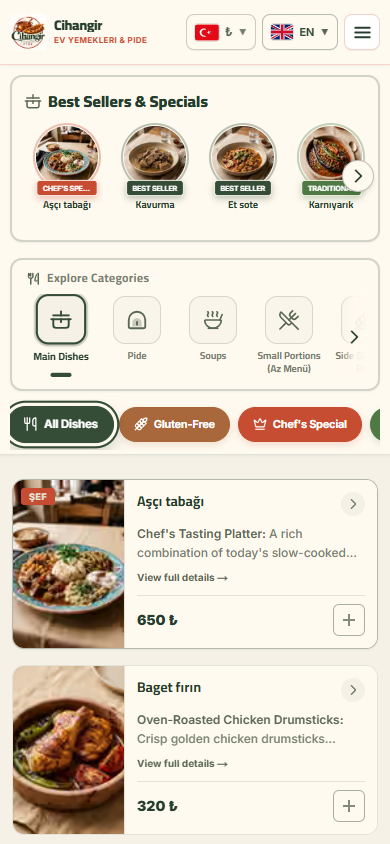 Cihangir
EV YEMEKLERI & PIDE
₺ ▼
EN ▼
Best Sellers & Specials
CHEF'S SPE...
BEST SELLER
BEST SELLER
Aşçı tabağı
Kavurma
Et sote
Karnıyarık
Explore Categories
Main Dishes
Pide
Soups
Small Portions
(Az Menü)
Side
All Dishes
Gluten-Free
Chef's Special
ŞEF
Aşçı tabağı
Chef's Tasting Platter: A rich
combination of today's slow-cooked...
View full details →
650 ₺
Baget fırın
Oven-Roasted Chicken Drumsticks:
Crisp golden chicken drumsticks...
View full details →
320 ₺